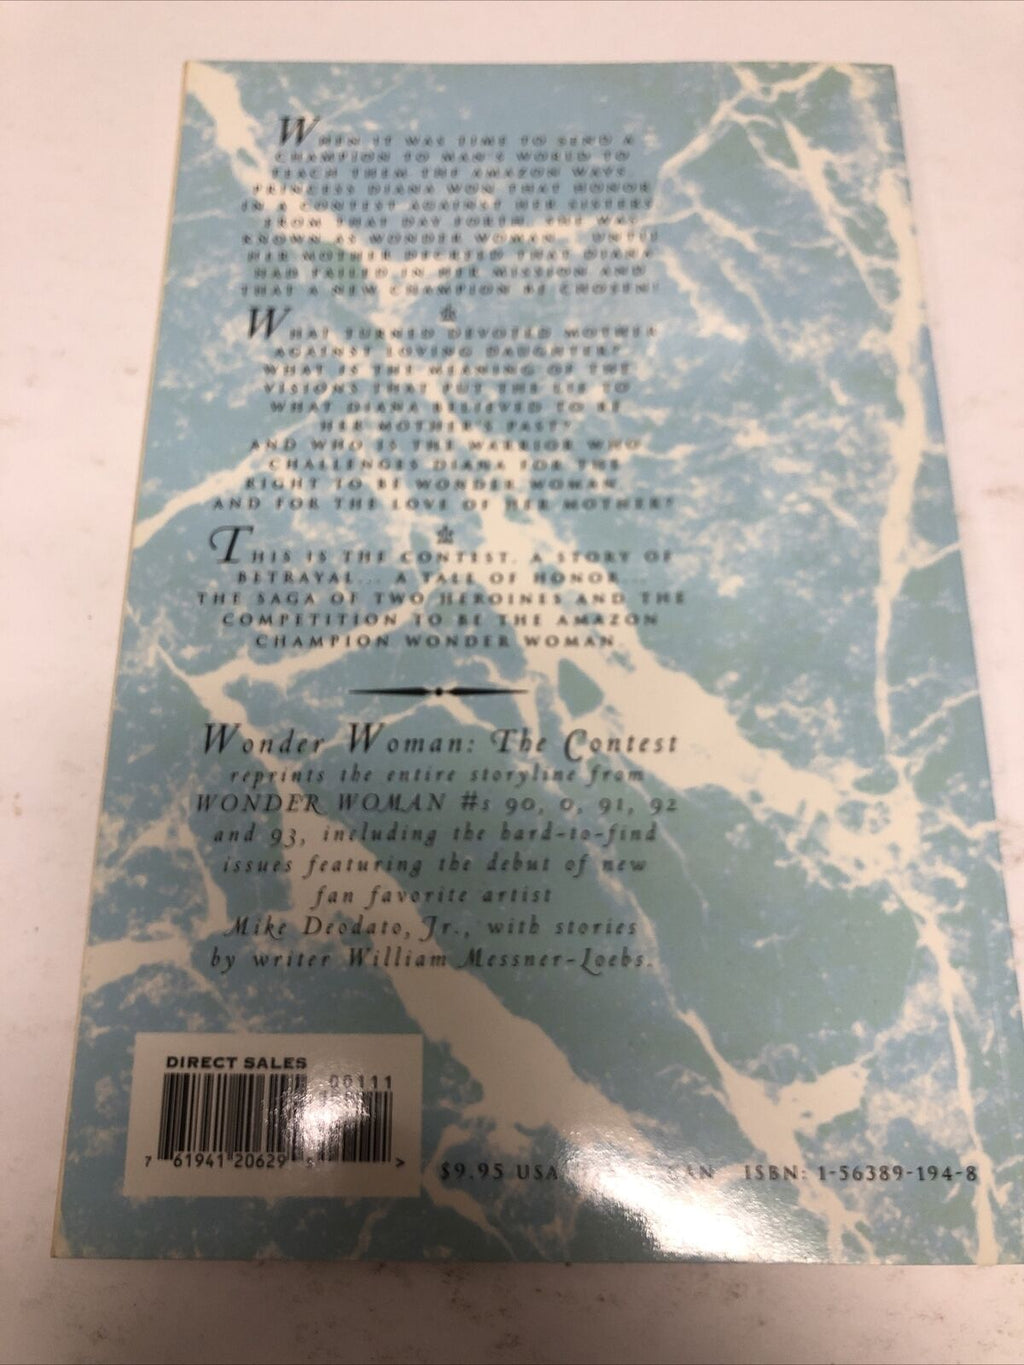 WHEN IT WAS TIME TO SEND A
CHAMPION TO MAN'S WORLD TO
TEACH THEM THE AMAZON WAYS,
PRINCESS DIANA WON THAT HONOR
IN A CONTEST AGAINST HER SISTERS.
FROM THAT DAY FORTH, SHE WAS
KNOWN AS WONDER WOMAN... UNTIL
HER MOTHER DECREED THAT DIANA
HAD FAILED IN HER MISSION AND
THAT A NEW CHAMPION BE CHOSEN!
WHAT TURNED DEVOTED MOTHER
AGAINST LOVING DAUGHTER?
WHAT IS THE MEANING OF THE
VISIONS THAT PUT THE LIE TO
WHAT DIANA BELIEVED TO BE
HER MOTHER'S PAST?
AND WHO IS THE WARRIOR WHO
CHALLENGES DIANA FOR THE
RIGHT TO BE WONDER WOMAN,
AND FOR THE LOVE OF HER MOTHER?
THIS IS THE CONTEST, A STORY OF
BETRAYAL... A TALE OF HONOR...
THE SAGA OF TWO HEROINES AND THE
COMPETITION TO BE THE AMAZON
CHAMPION WONDER WOMAN.
Wonder Woman: The Contest
reprints the entire storyline from
WONDER WOMAN #s 90, 0, 91, 92
and 93, including the hard-to-find
issues featuring the debut of new
fan favorite artist
Mike Deodato, Jr., with stories
by writer William Messner-Loebs.
DIRECT SALES
00111
7 61941 20629 5 >
$9.95 USA CAN ISBN: 1-56389-194-8